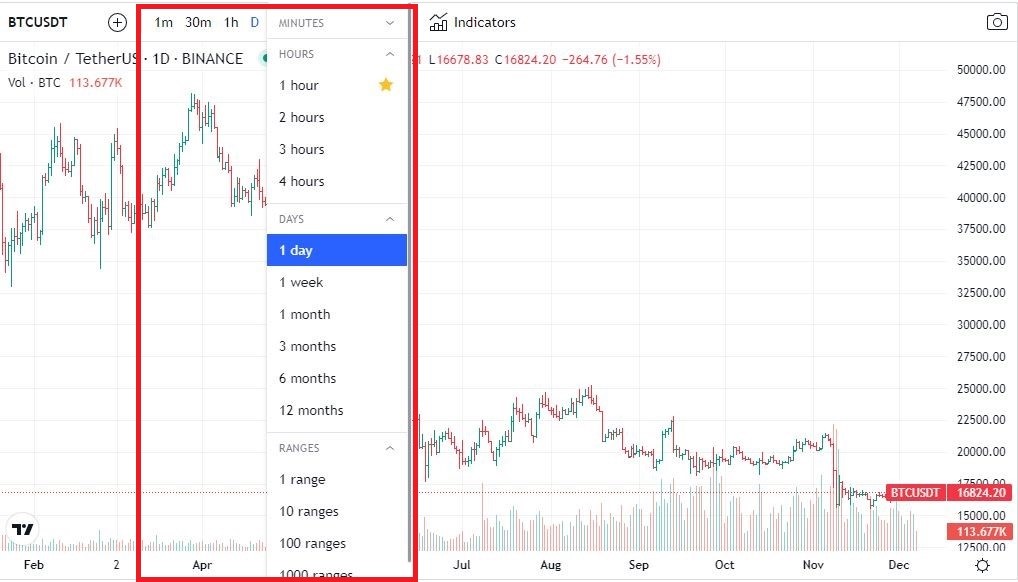 BTCUSDT
1m 30m 1h D
MINUTES
Indicators
Bitcoin / TetherUS · 1D · BINANCE
L16678.83 C16824.20 −264.76 (−1.55%)
Vol · BTC 113.677K
HOURS
1 hour
2 hours
3 hours
4 hours
DAYS
1 day
1 week
1 month
3 months
6 months
12 months
RANGES
1 range
10 ranges
100 ranges
1000 ranges
50000.00
47500.00
45000.00
42500.00
40000.00
37500.00
35000.00
32500.00
30000.00
27500.00
25000.00
22500.00
20000.00
17500.00
BTCUSDT 16824.20
15000.00
113.677K
12500.00
Feb 2 Apr Jul Aug Sep Oct Nov Dec